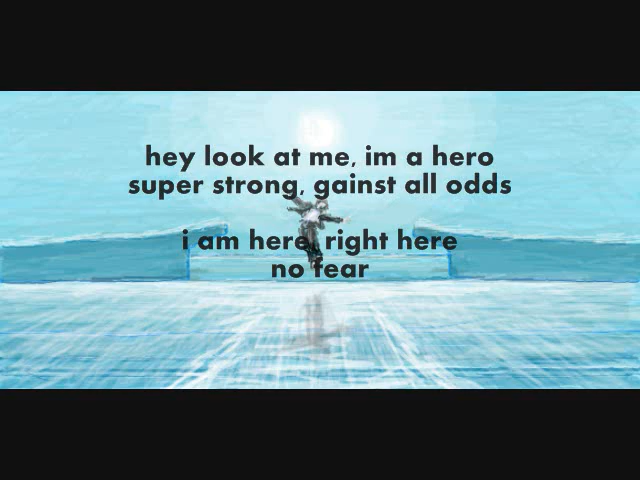 hey look at me, im a hero
super strong, gainst all odds
i am here, right here
no fear